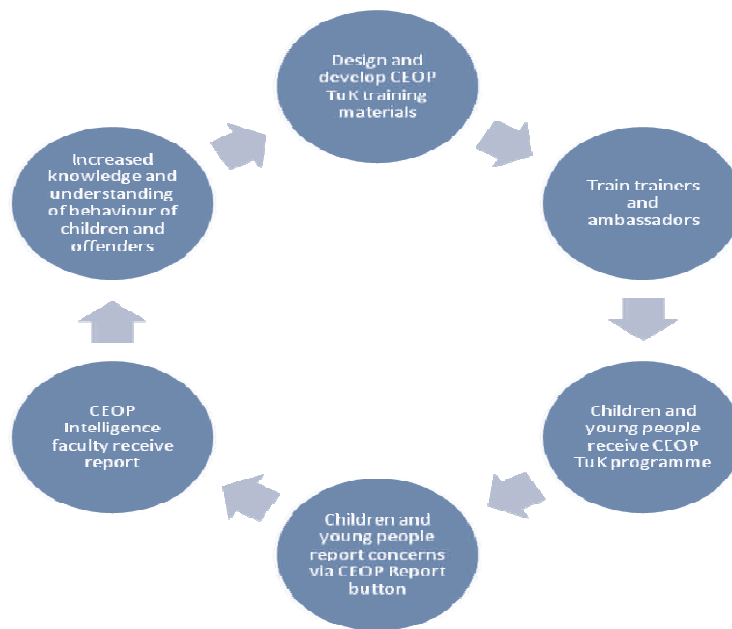 Design and
develop CEOP
TuK training
materials
Train trainers
and
ambassadors
Children and
young people
receive CEOP
TuK programme
Children and
young people
report concerns
via CEOP Report
button
CEOP
Intelligence
faculty receive
report
Increased
knowledge and
understanding
of behaviour of
children and
offenders